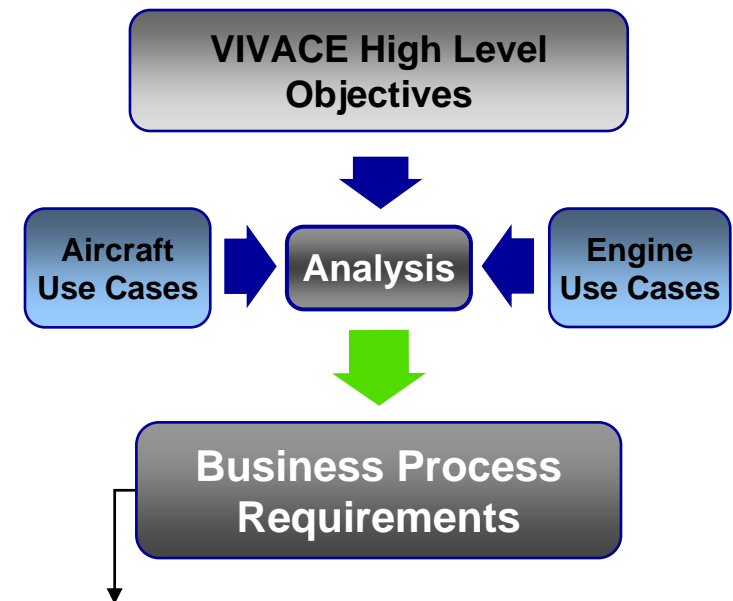 VIVACE High Level
Objectives
Aircraft
Use Cases
Analysis
Engine
Use Cases
Business Process
Requirements